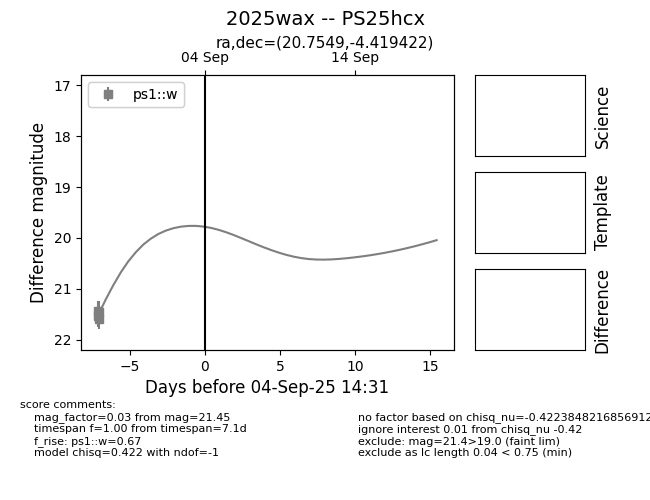 2025wax -- PS25hcx
ra,dec=(20.7549,-4.419422)
04 Sep
14 Sep
ps1::w
Difference magnitude
17
18
19
20
21
22
−5
0
5
10
15
Days before 04-Sep-25 14:31
Science
Template
Difference
score comments:
mag_factor=0.03 from mag=21.45
timespan f=1.00 from timespan=7.1d
f_rise: ps1::w=0.67
model chisq=0.422 with ndof=-1
no factor based on chisq_nu=-0.4223848216856912
ignore interest 0.01 from chisq_nu -0.42
exclude: mag=21.4>19.0 (faint lim)
exclude as lc length 0.04 < 0.75 (min)